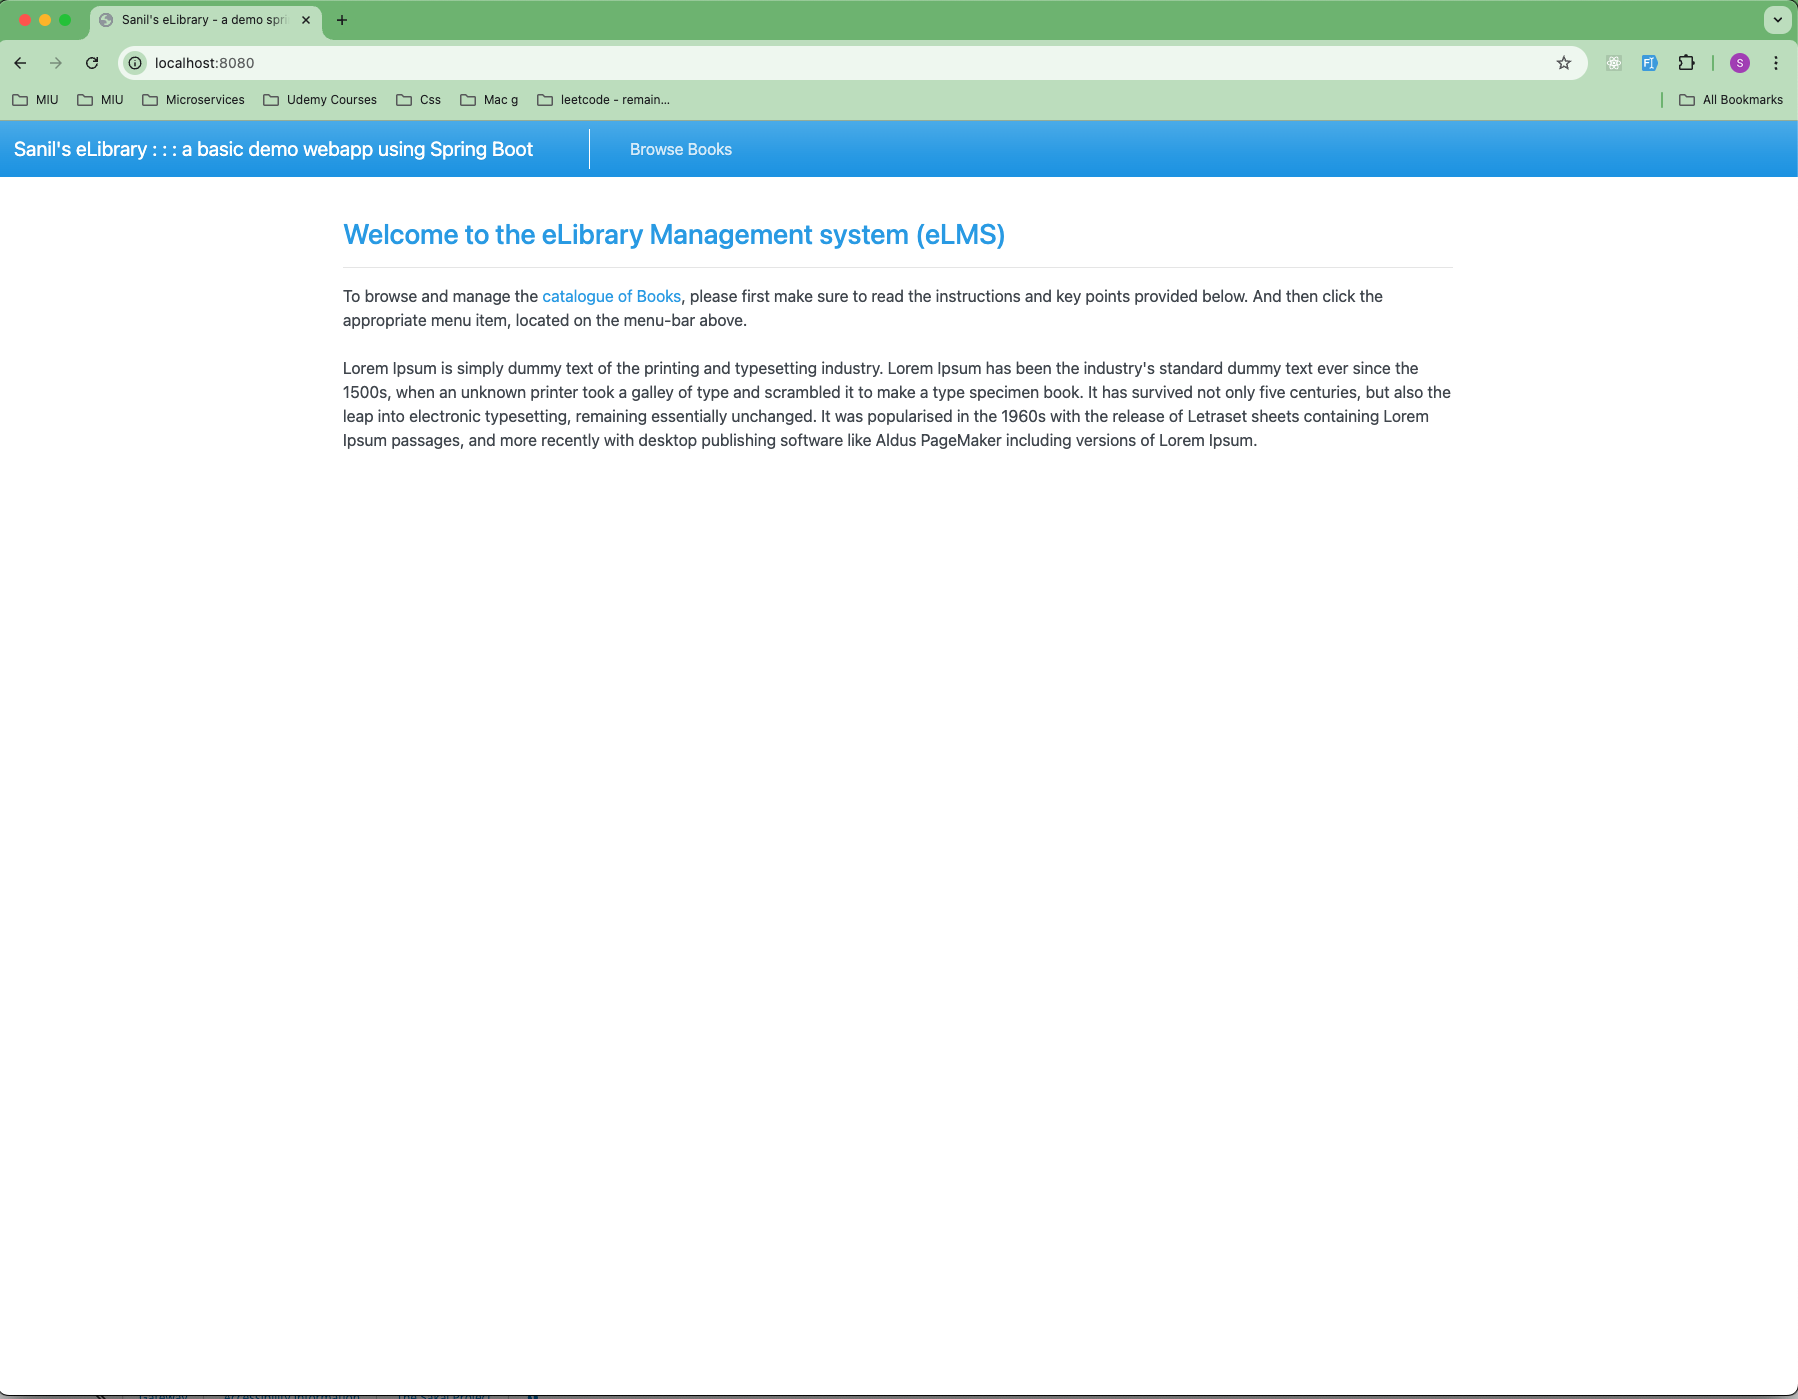 Sanil's eLibrary - a demo spri
localhost:8080
MIU MIU Microservices Udemy Courses Css Mac g leetcode - remain... All Bookmarks
Sanil's eLibrary : : : a basic demo webapp using Spring Boot Browse Books
Welcome to the eLibrary Management system (eLMS)
To browse and manage the catalogue of Books, please first make sure to read the instructions and key points provided below. And then click the
appropriate menu item, located on the menu-bar above.
Lorem Ipsum is simply dummy text of the printing and typesetting industry. Lorem Ipsum has been the industry's standard dummy text ever since the
1500s, when an unknown printer took a galley of type and scrambled it to make a type specimen book. It has survived not only five centuries, but also the
leap into electronic typesetting, remaining essentially unchanged. It was popularised in the 1960s with the release of Letraset sheets containing Lorem
Ipsum passages, and more recently with desktop publishing software like Aldus PageMaker including versions of Lorem Ipsum.
Gateway Accessibility Information The Sakai Project